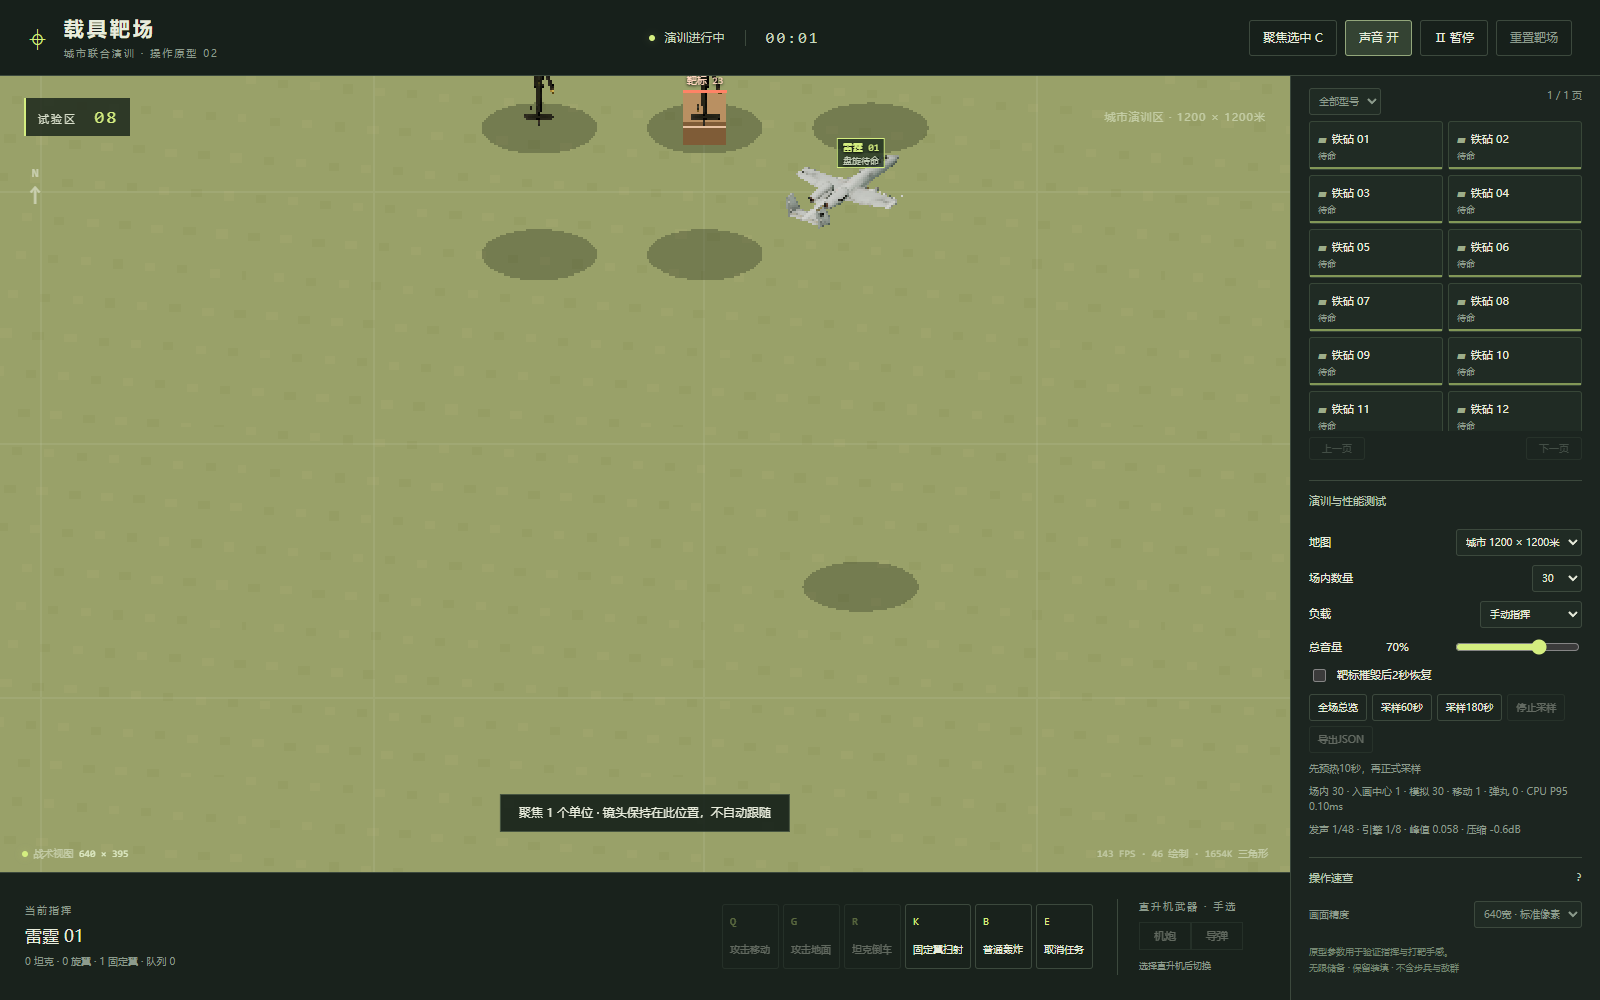 载具靶场
城市联合演训 · 操作原型 02
演训进行中
00:01
聚焦选中 C
声音 开
II 暂停
重置靶场
试验区 08
N
靶标 23
雷霆 01
盘旋待命
城市演训区 · 1200 × 1200米
聚焦 1 个单位 · 镜头保持在此位置，不自动跟随
战术视图 640 × 395
143 FPS · 46 绘制 · 1654K 三角形
全部型号
1 / 1 页
铁砧 01
待命
铁砧 02
待命
铁砧 03
待命
铁砧 04
待命
铁砧 05
待命
铁砧 06
待命
铁砧 07
待命
铁砧 08
待命
铁砧 09
待命
铁砧 10
待命
铁砧 11
待命
铁砧 12
待命
上一页
下一页
演训与性能测试
地图
城市 1200 × 1200米
场内数量
30
负载
手动指挥
总音量
70%
靶标摧毁后2秒恢复
全场总览
采样60秒
采样180秒
停止采样
导出JSON
先预热10秒，再正式采样
场内 30 · 入画中心 1 · 模拟 30 · 移动 1 · 弹丸 0 · CPU P95
0.10ms
发声 1/48 · 引擎 1/8 · 峰值 0.058 · 压缩 -0.6dB
操作速查
?
画面精度
640宽 · 标准像素
原型参数用于验证指挥与打靶手感。
无限储备 · 保留装填 · 不含步兵与敌群
当前指挥
雷霆 01
0 坦克 · 0 旋翼 · 1 固定翼 · 队列 0
Q
攻击移动
G
攻击地面
R
坦克倒车
K
固定翼扫射
B
普通轰炸
E
取消任务
直升机武器 · 手选
机炮
导弹
选择直升机后切换